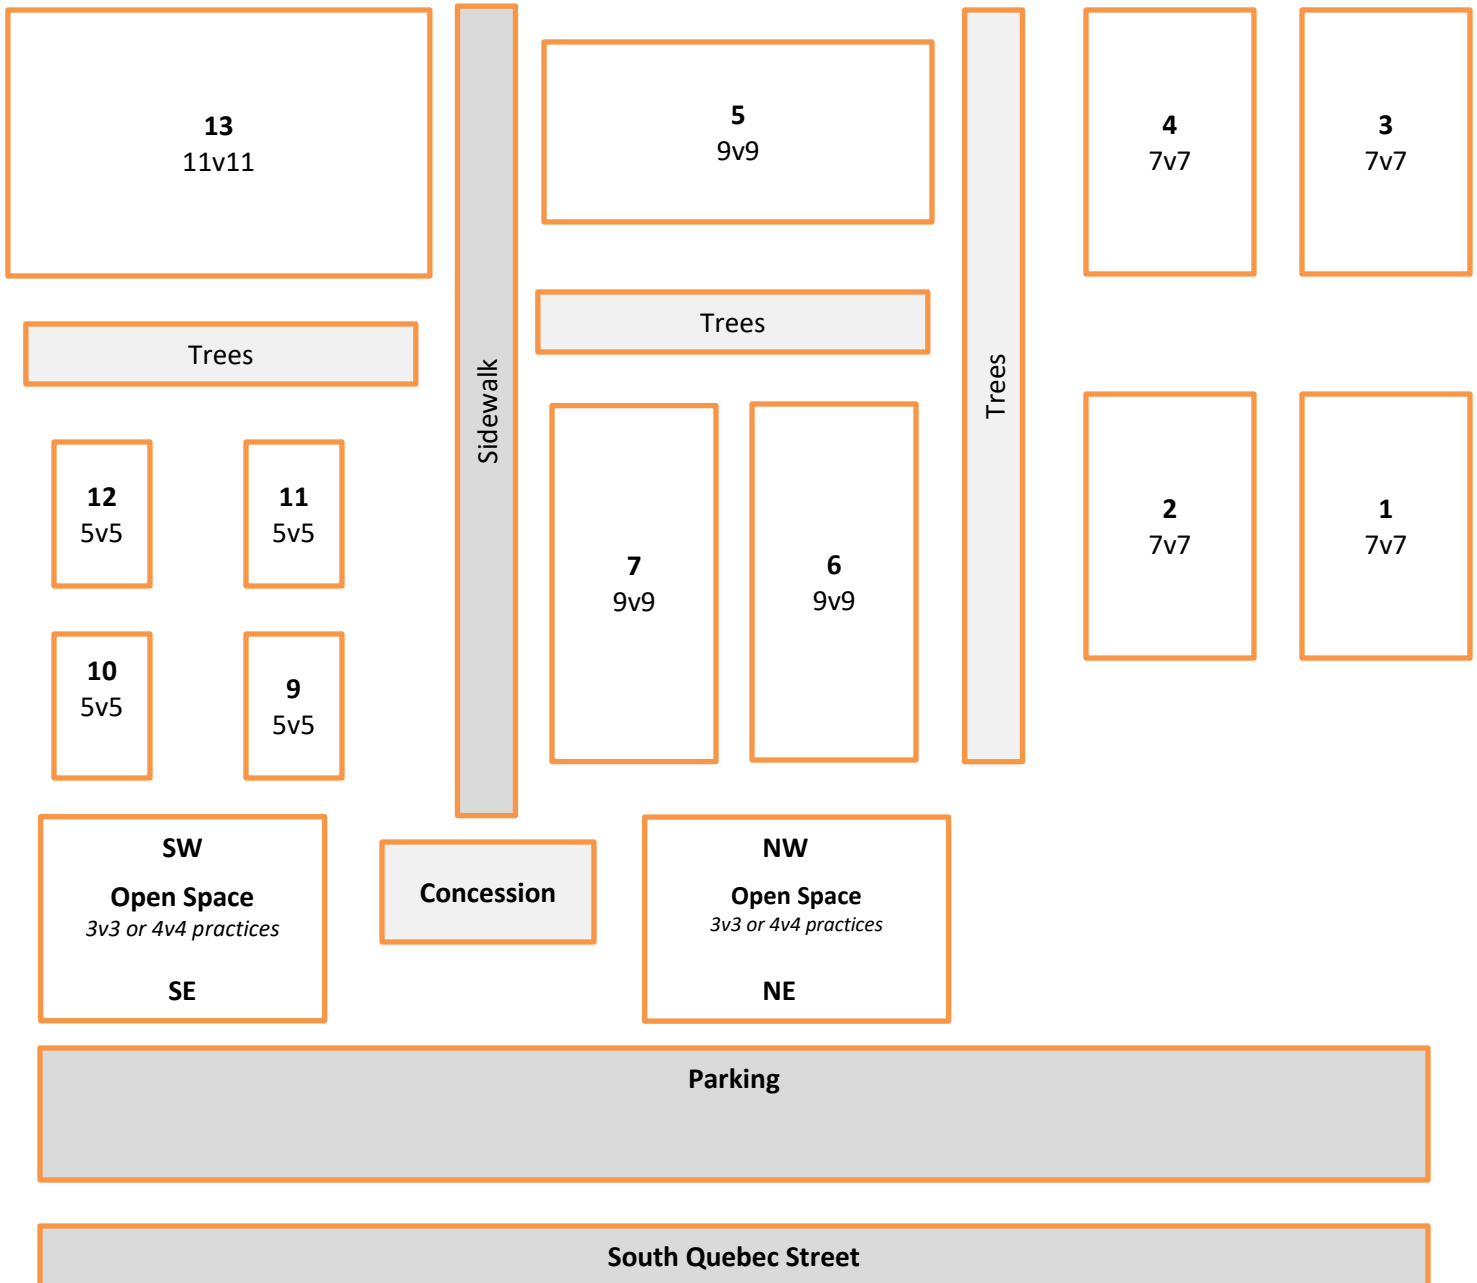 13
11v11
5
9v9
4
7v7
3
7v7
Trees
Trees
Sidewalk
Trees
12
5v5
11
5v5
7
9v9
6
9v9
2
7v7
1
7v7
10
5v5
9
5v5
SW
Open Space
3v3 or 4v4 practices
SE
Concession
NW
Open Space
3v3 or 4v4 practices
NE
Parking
South Quebec Street